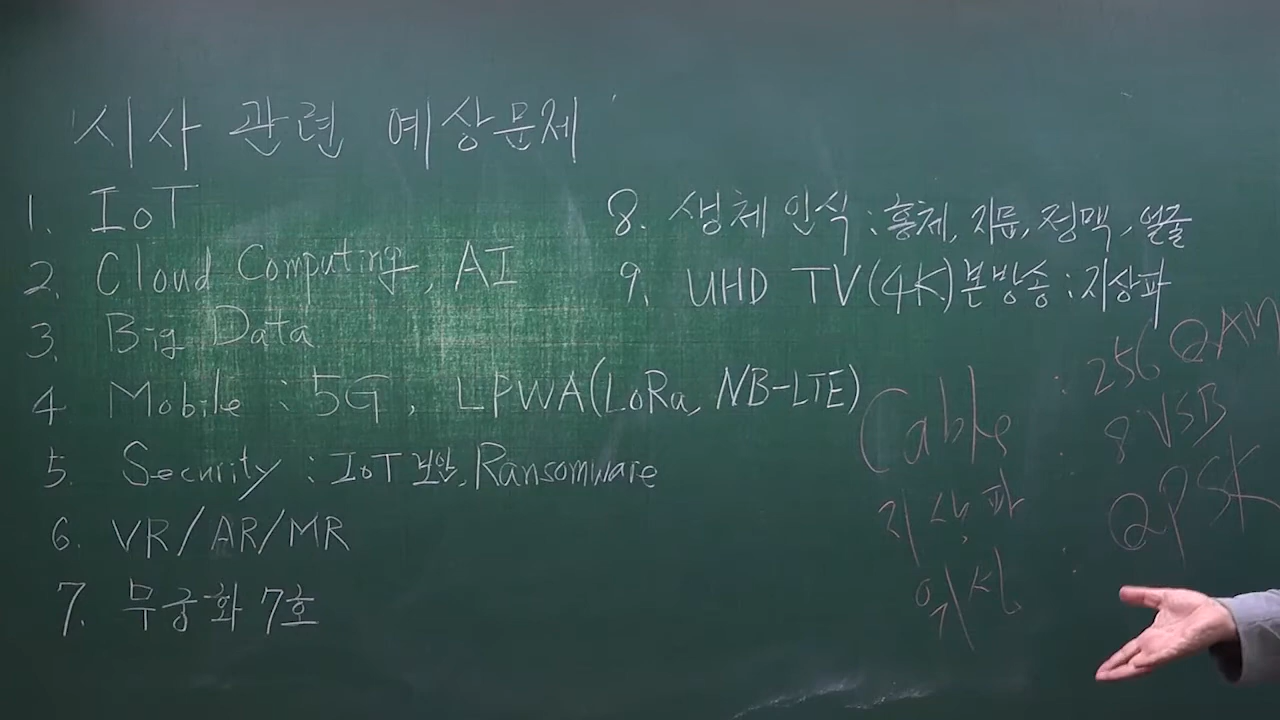 시사 관련 예상문제
1. IoT
2. Cloud Computing, AI
3. Big Data
4. Mobile : 5G, LPWA(LoRa, NB-LTE)
5. Security : IoT 보안, Ransomware
6. VR/AR/MR
7. 무궁화 7호
8. 생체 인식 : 홍체, 지문, 정맥, 얼굴
9. UHD TV(4K)본방송 : 지상파
Cable : 256 QAM
지상파 : 8VSB
위성 : QPSK